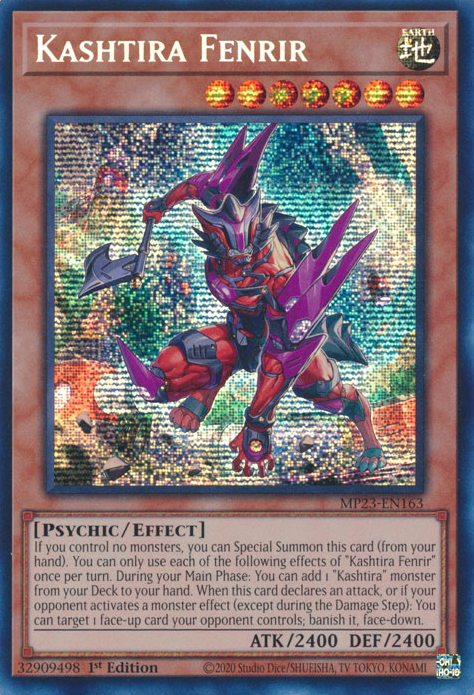 KASHTIRA FENRIR
EARTH
地
MP23-EN163
[PSYCHIC/EFFECT]
If you control no monsters, you can Special Summon this card (from your
hand). You can only use each of the following effects of "Kashtira Fenrir"
once per turn. During your Main Phase: You can add 1 "Kashtira" monster
from your Deck to your hand. When this card declares an attack, or if your
opponent activates a monster effect (except during the Damage Step): You
can target 1 face-up card your opponent controls; banish it, face-down.
ATK/2400 DEF/2400
32909498 1st Edition ©2020 Studio Dice/SHUEISHA, TV TOKYO, KONAMI